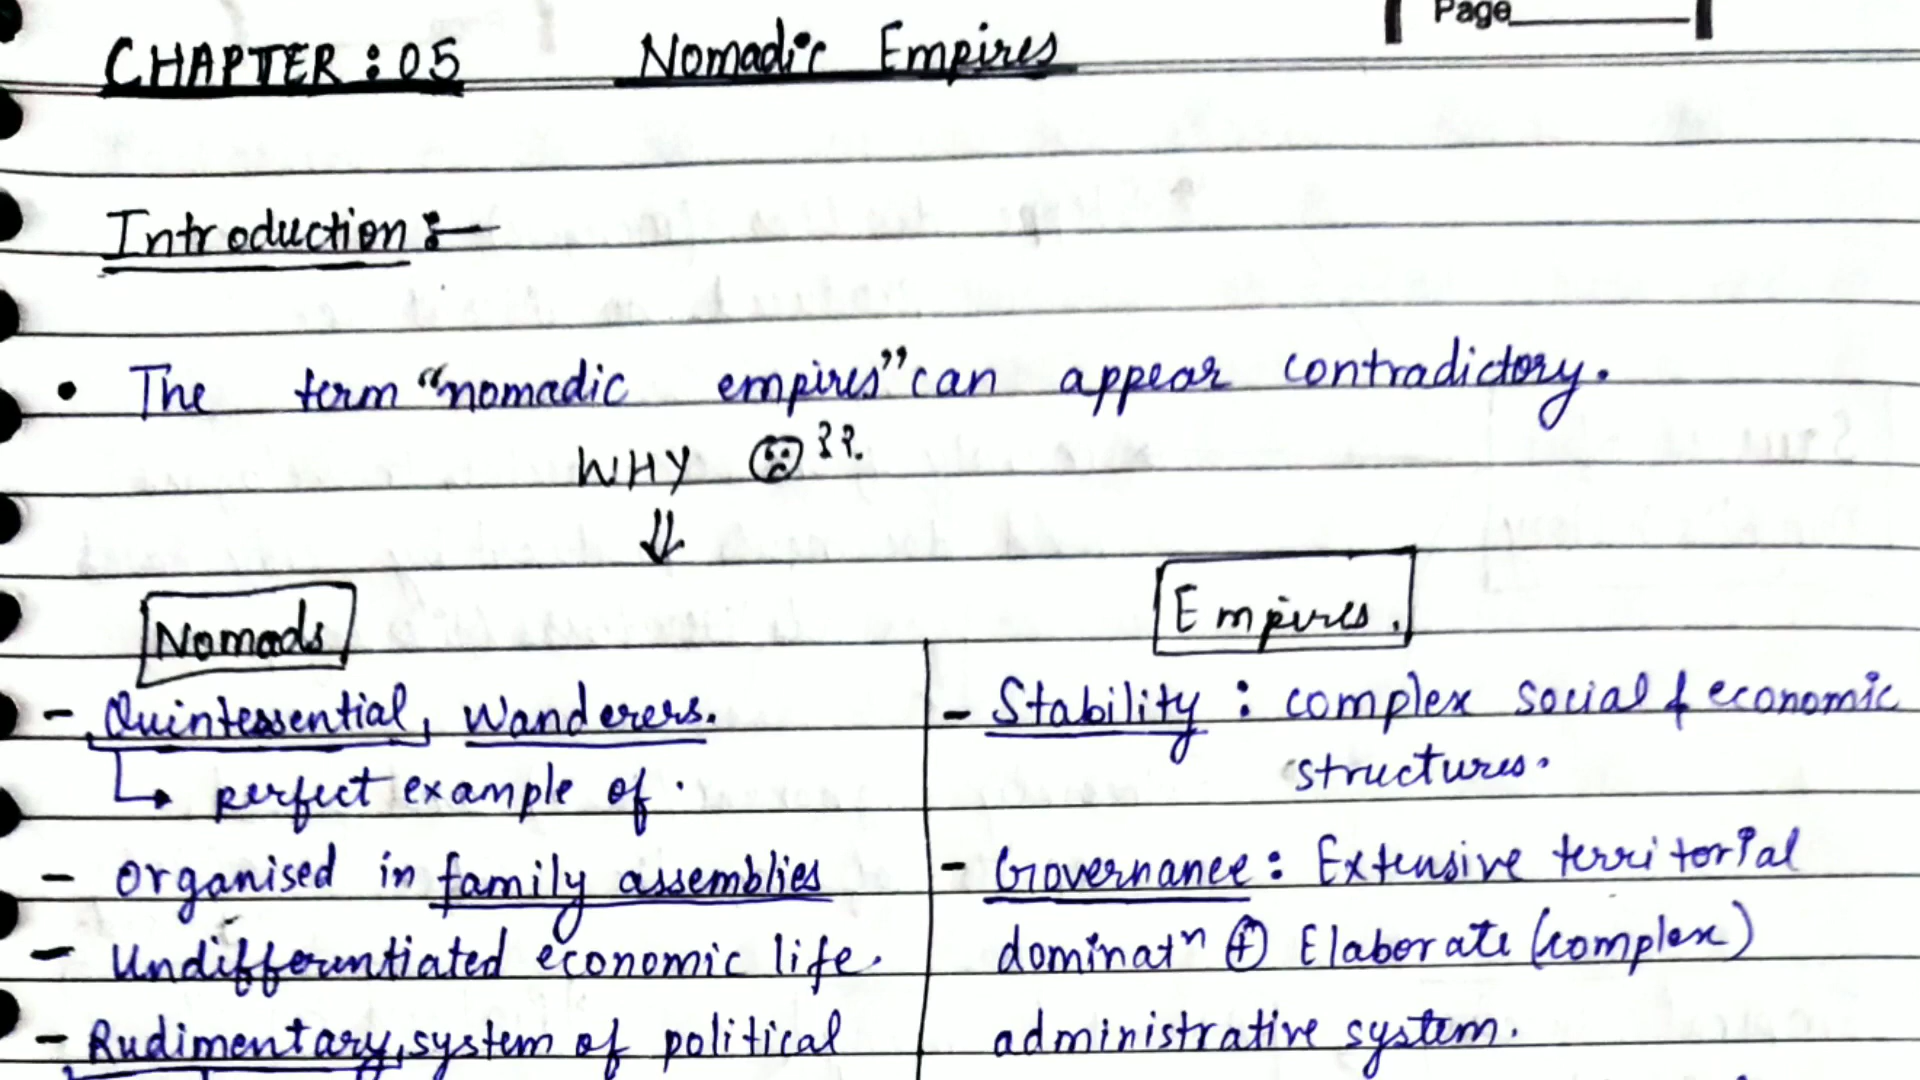 Page
CHAPTER : 05 Nomadic Empires
Introduction :-
• The term "nomadic empires" can appear contradictory.
WHY ??
Nomads
- Quintessential, Wanderers.
perfect example of .
- organised in family assemblies
- Undifferentiated economic life.
- Rudimentary, system of political
Empires.
- Stability : complex social & economic
structures.
- Governance : Extensive territorial
dominatⁿ ⊕ Elaborate (complex)
administrative system.